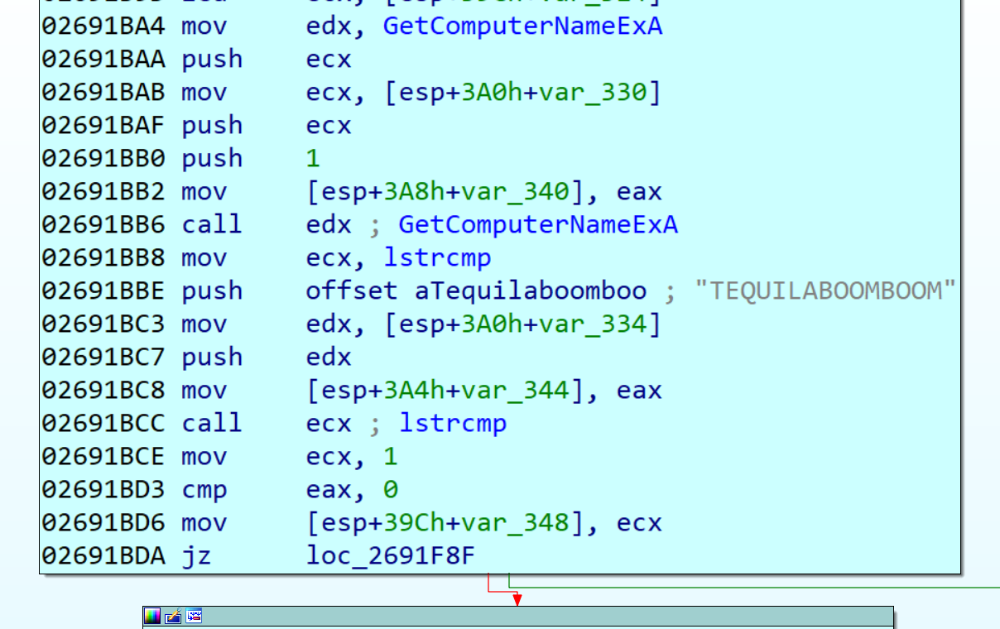 02691BA4 mov edx, GetComputerNameExA
02691BAA push ecx
02691BAB mov ecx, [esp+3A0h+var_330]
02691BAF push ecx
02691BB0 push 1
02691BB2 mov [esp+3A8h+var_340], eax
02691BB6 call edx ; GetComputerNameExA
02691BB8 mov ecx, lstrcmp
02691BBE push offset aTequilaboomboo ; "TEQUILABOOMBOOM"
02691BC3 mov edx, [esp+3A0h+var_334]
02691BC7 push edx
02691BC8 mov [esp+3A4h+var_344], eax
02691BCC call ecx ; lstrcmp
02691BCE mov ecx, 1
02691BD3 cmp eax, 0
02691BD6 mov [esp+39Ch+var_348], ecx
02691BDA jz loc_2691F8F